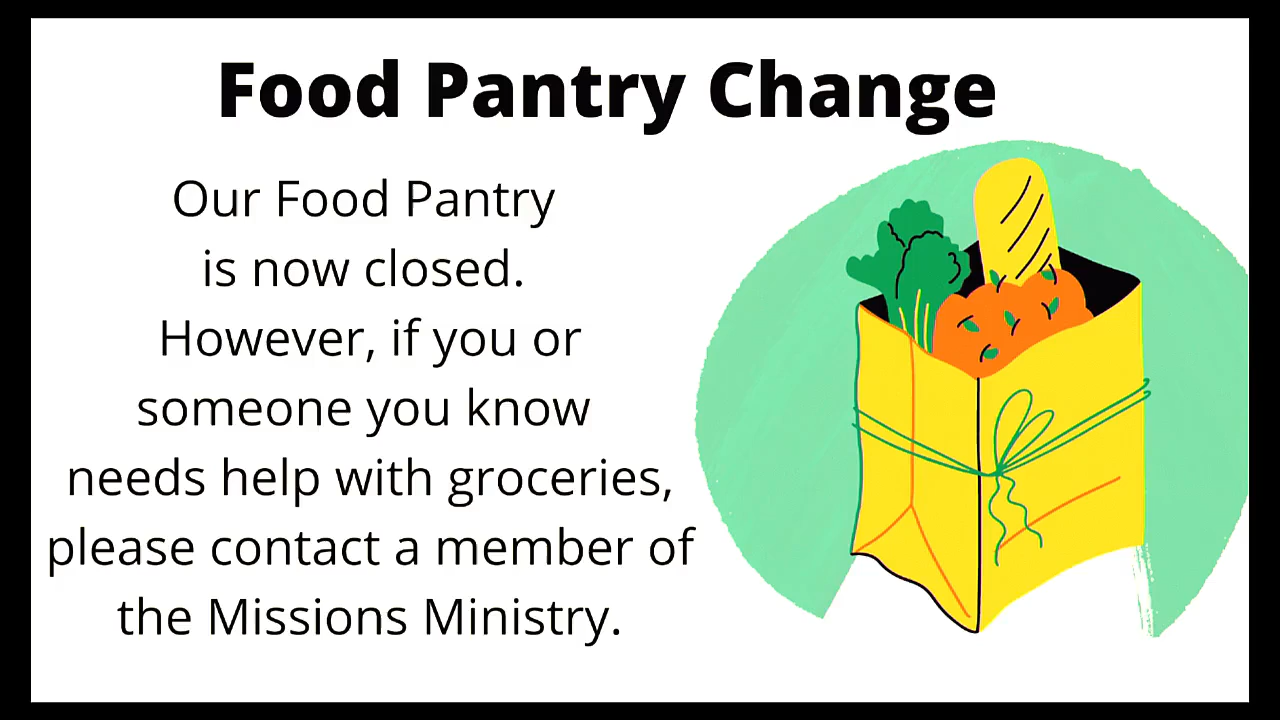 Food Pantry Change
Our Food Pantry
is now closed.
However, if you or
someone you know
needs help with groceries,
please contact a member of
the Missions Ministry.